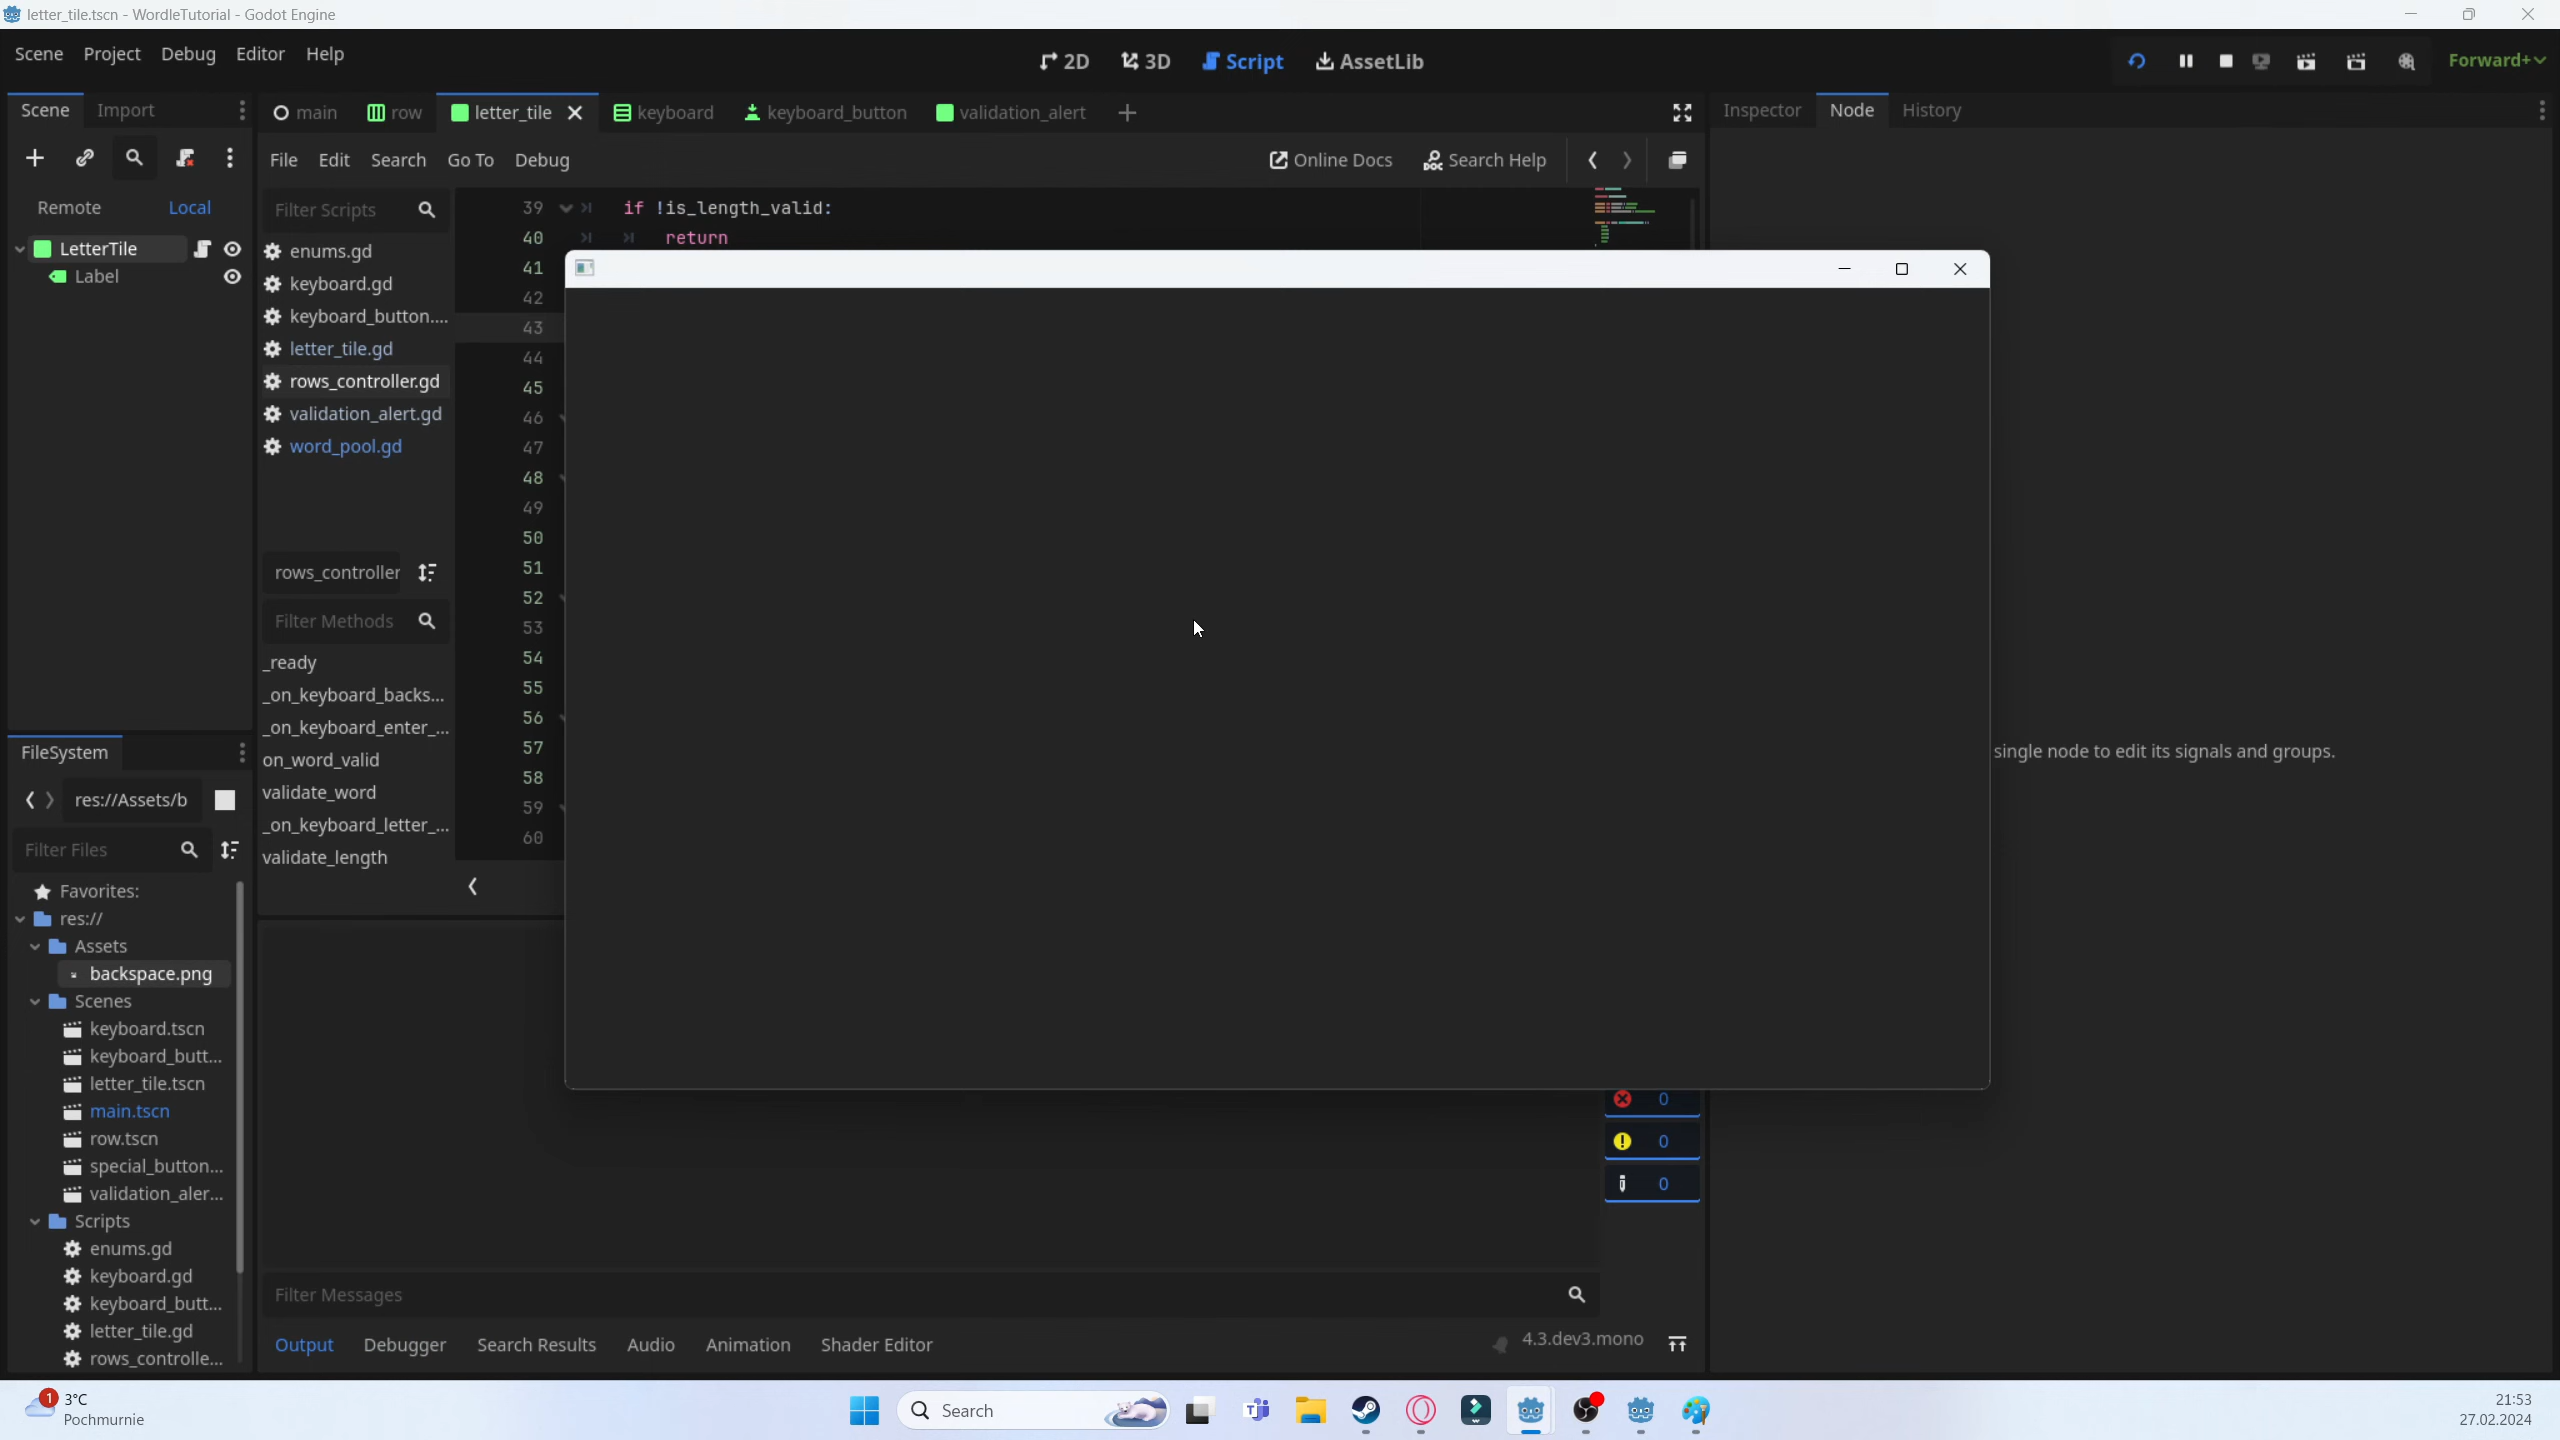 letter_tile.tscn - WordleTutorial - Godot Engine
Scene Project Debug Editor Help
2D 3D Script AssetLib
Forward+
Scene Import
main row letter_tile keyboard keyboard_button validation_alert
Inspector Node History
File Edit Search Go To Debug
Online Docs Search Help
Remote Local
LetterTile
Label
Filter Scripts
enums.gd
keyboard.gd
keyboard_button....
letter_tile.gd
rows_controller.gd
validation_alert.gd
word_pool.gd
rows_controller
Filter Methods
_ready
_on_keyboard_backs...
_on_keyboard_enter_...
on_word_valid
validate_word
_on_keyboard_letter_...
validate_length
39 if !is_length_valid:
40 return
41
42
43
44
45
46
47
48
49
50
51
52
53
54
55
56
57
58
59
60
single node to edit its signals and groups.
FileSystem
res://Assets/b
Filter Files
Favorites:
res://
Assets
backspace.png
Scenes
keyboard.tscn
keyboard_butt...
letter_tile.tscn
main.tscn
row.tscn
special_button...
validation_aler...
Scripts
enums.gd
keyboard.gd
keyboard_butt...
letter_tile.gd
rows_controlle...
0
0
0
Filter Messages
Output Debugger Search Results Audio Animation Shader Editor
4.3.dev3.mono
1
3°C
Pochmurnie
Search
21:53
27.02.2024